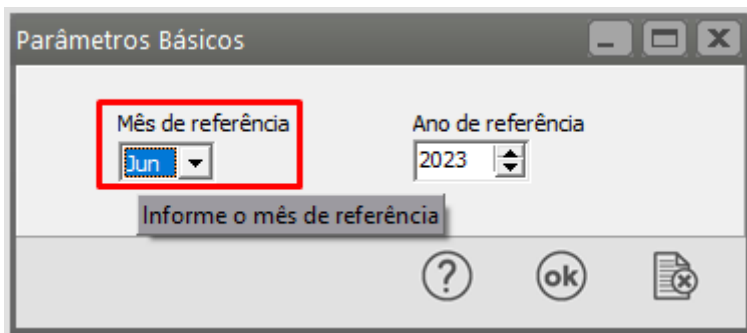 Parâmetros Básicos
Mês de referência
Ano de referência
Jun
2023
Informe o mês de referência
?
ok